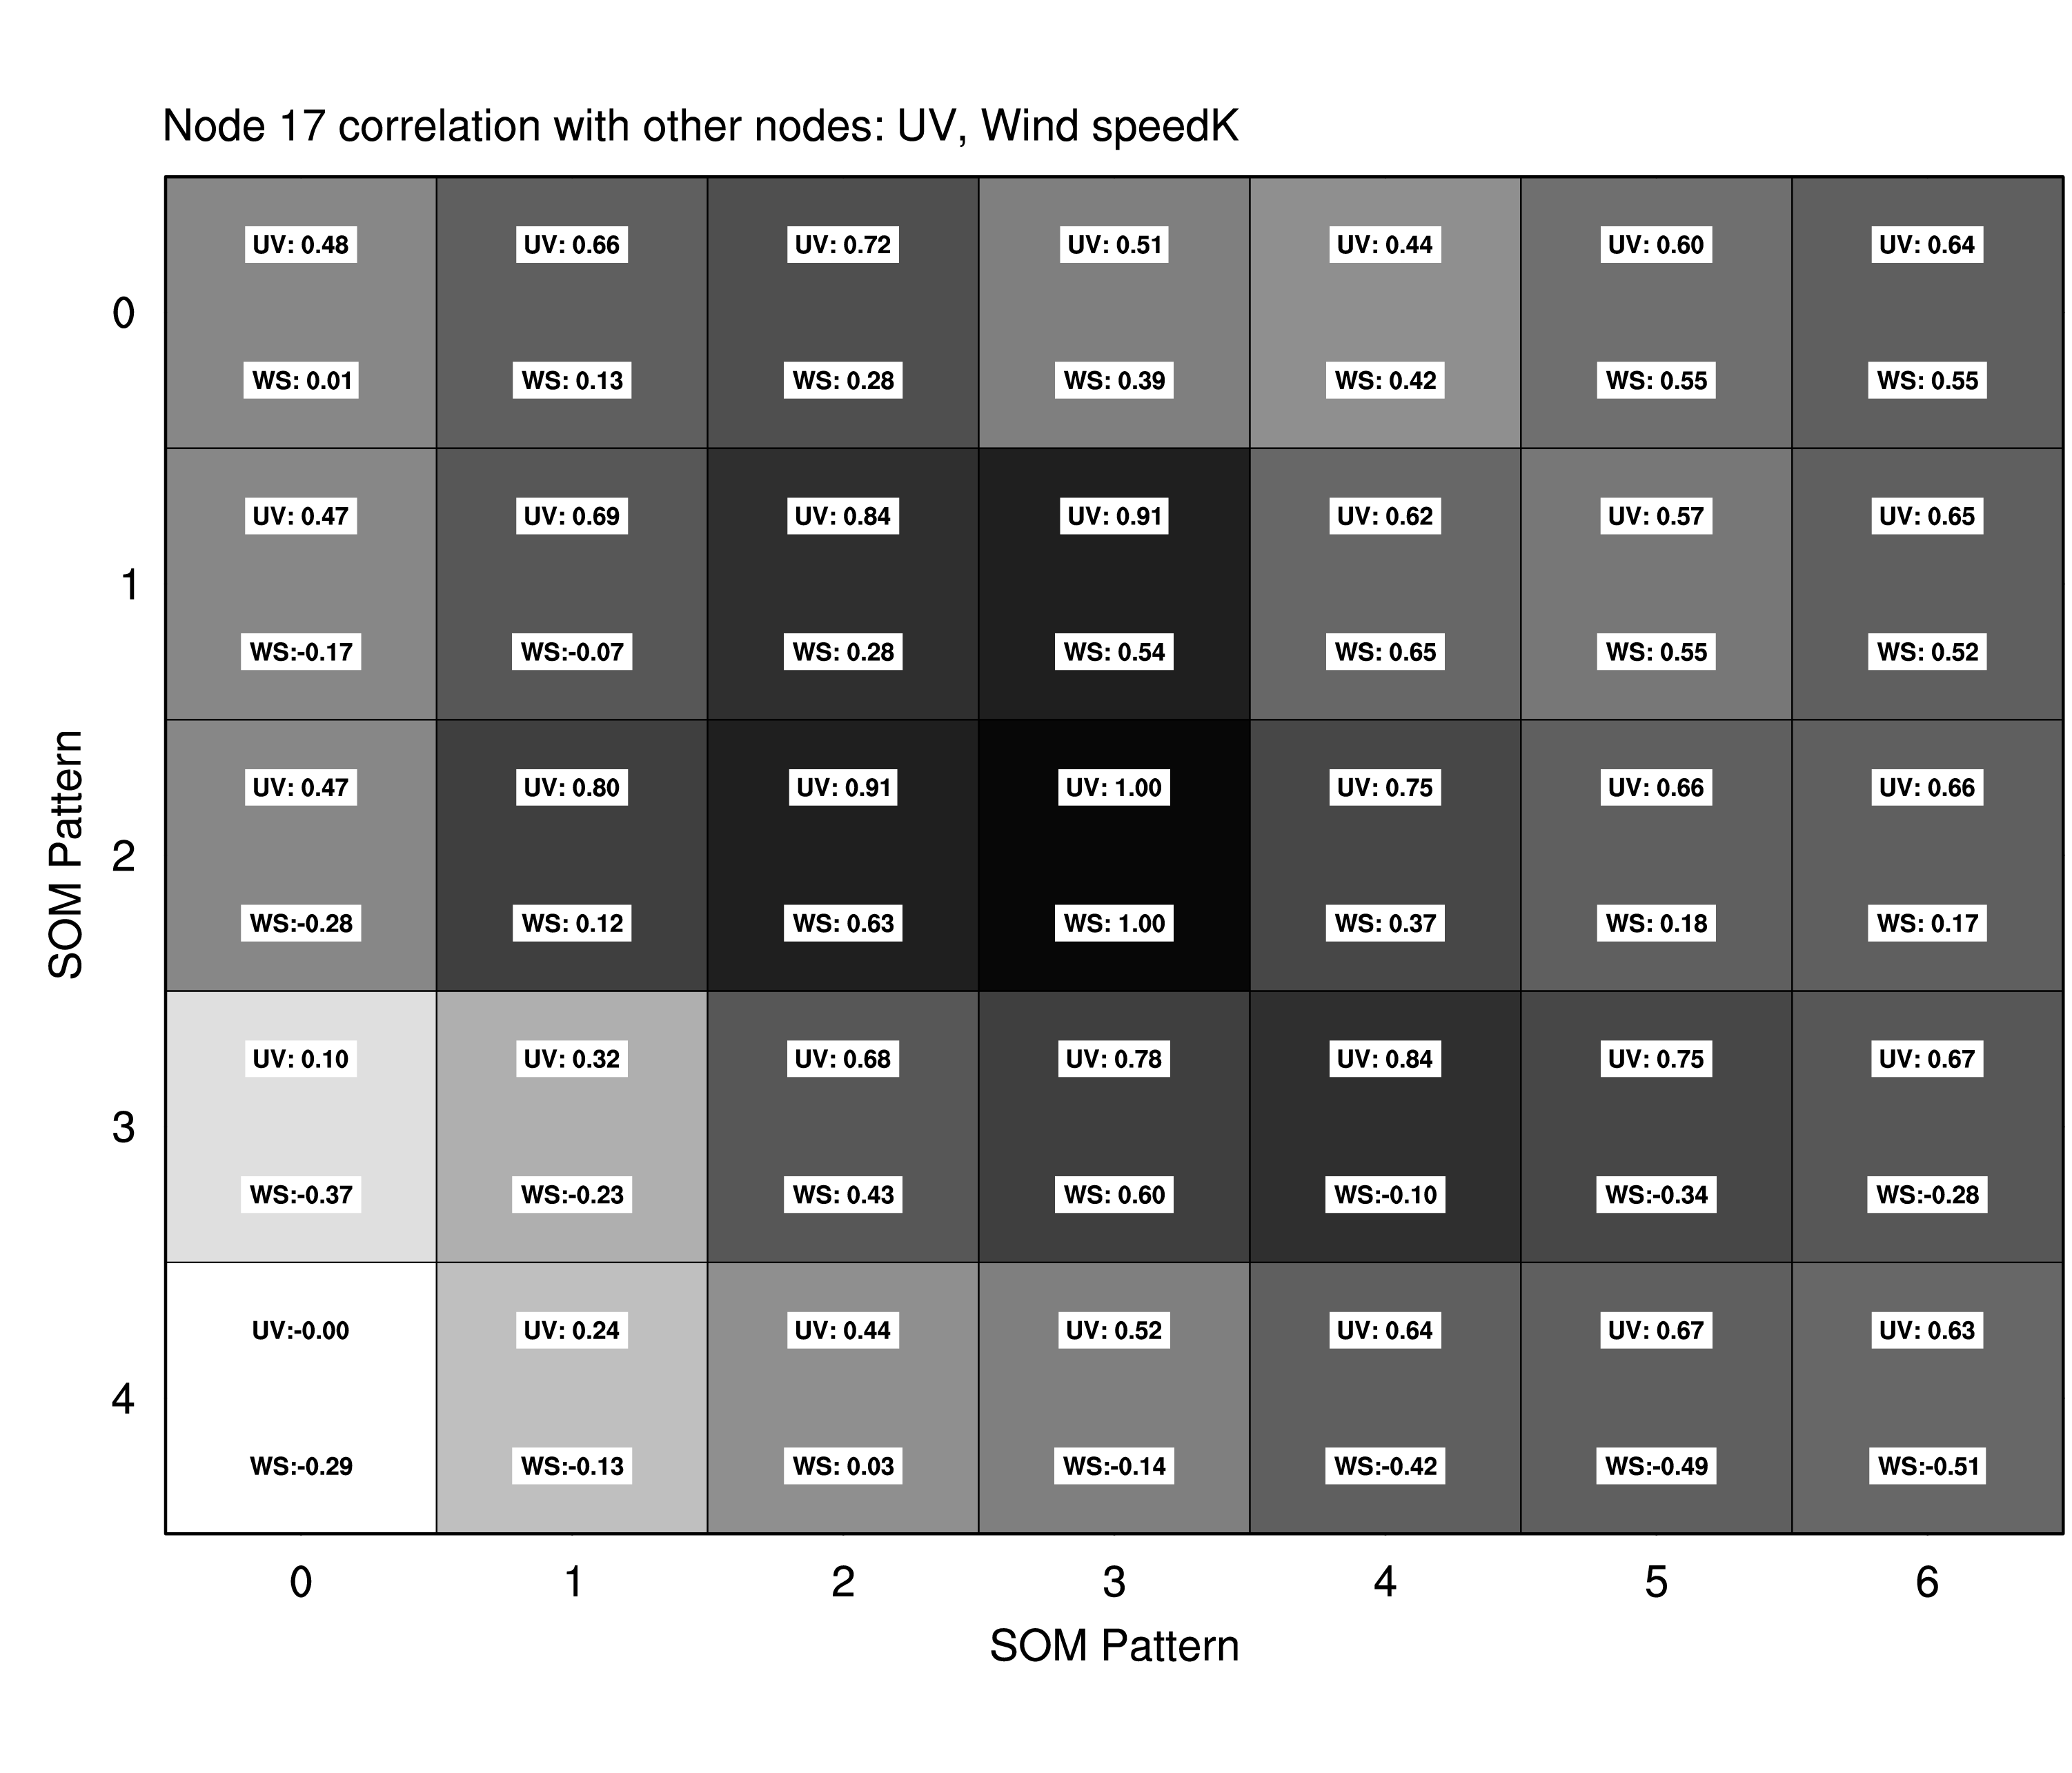 Node 17 correlation with other nodes: UV, Wind speedK
UV: 0.48 UV: 0.66 UV: 0.72 UV: 0.51 UV: 0.44 UV: 0.60 UV: 0.64
0
WS: 0.01 WS: 0.13 WS: 0.28 WS: 0.39 WS: 0.42 WS: 0.55 WS: 0.55
UV: 0.47 UV: 0.69 UV: 0.84 UV: 0.91 UV: 0.62 UV: 0.57 UV: 0.65
1
WS:-0.17 WS:-0.07 WS: 0.28 WS: 0.54 WS: 0.65 WS: 0.55 WS: 0.52
SOM Pattern
UV: 0.47 UV: 0.80 UV: 0.91 UV: 1.00 UV: 0.75 UV: 0.66 UV: 0.66
2
WS:-0.28 WS: 0.12 WS: 0.63 WS: 1.00 WS: 0.37 WS: 0.18 WS: 0.17
UV: 0.10 UV: 0.32 UV: 0.68 UV: 0.78 UV: 0.84 UV: 0.75 UV: 0.67
3
WS:-0.37 WS:-0.23 WS: 0.43 WS: 0.60 WS:-0.10 WS:-0.34 WS:-0.28
UV:-0.00 UV: 0.24 UV: 0.44 UV: 0.52 UV: 0.64 UV: 0.67 UV: 0.63
4
WS:-0.29 WS:-0.13 WS: 0.03 WS:-0.14 WS:-0.42 WS:-0.49 WS:-0.51
0 1 2 3 4 5 6
SOM Pattern